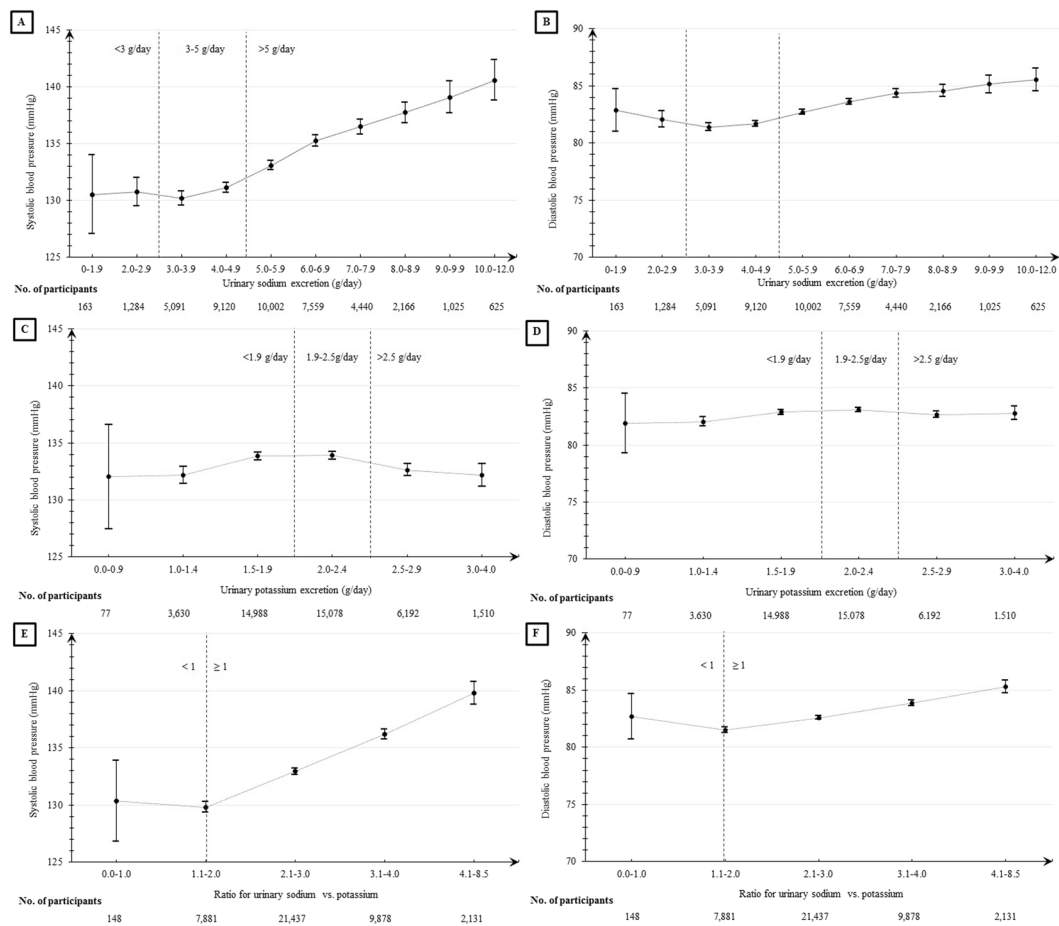 A
145
140
135
130
125
Systolic blood pressure (mmHg)
<3 g/day 3-5 g/day >5 g/day
0-1.9 2.0-2.9 3.0-3.9 4.0-4.9 5.0-5.9 6.0-6.9 7.0-7.9 8.0-8.9 9.0-9.9 10.0-12.0
Urinary sodium excretion (g/day)
No. of participants
163 1,284 5,091 9,120 10,002 7,559 4,440 2,166 1,025 625
B
90
85
80
75
70
Diastolic blood pressure (mmHg)
0-1.9 2.0-2.9 3.0-3.9 4.0-4.9 5.0-5.9 6.0-6.9 7.0-7.9 8.0-8.9 9.0-9.9 10.0-12.0
Urinary sodium excretion (g/day)
No. of participants
163 1,284 5,091 9,120 10,002 7,559 4,440 2,166 1,025 625
C
145
140
135
130
125
Systolic blood pressure (mmHg)
<1.9 g/day 1.9-2.5g/day >2.5 g/day
0.0-0.9 1.0-1.4 1.5-1.9 2.0-2.4 2.5-2.9 3.0-4.0
Urinary potassium excretion (g/day)
No. of participants
77 3,630 14,988 15,078 6,192 1,510
D
90
85
80
75
70
Diastolic blood pressure (mmHg)
<1.9 g/day 1.9-2.5g/day >2.5 g/day
0.0-0.9 1.0-1.4 1.5-1.9 2.0-2.4 2.5-2.9 3.0-4.0
Urinary potassium excretion (g/day)
No. of participants
77 3.630 14.988 15.078 6.192 1.510
E
145
140
135
130
125
Systolic blood pressure (mmHg)
< 1 ≥ 1
0.0-1.0 1.1-2.0 2.1-3.0 3.1-4.0 4.1-8.5
Ratio for urinary sodium vs. potassium
No. of participants
148 7,881 21,437 9,878 2,131
F
90
85
80
75
70
Diastolic blood pressure (mmHg)
< 1 ≥ 1
0.0-1.0 1.1-2.0 2.1-3.0 3.1-4.0 4.1-8.5
Ratio for urinary sodium vs. potassium
No. of participants
148 7,881 21,437 9,878 2,131